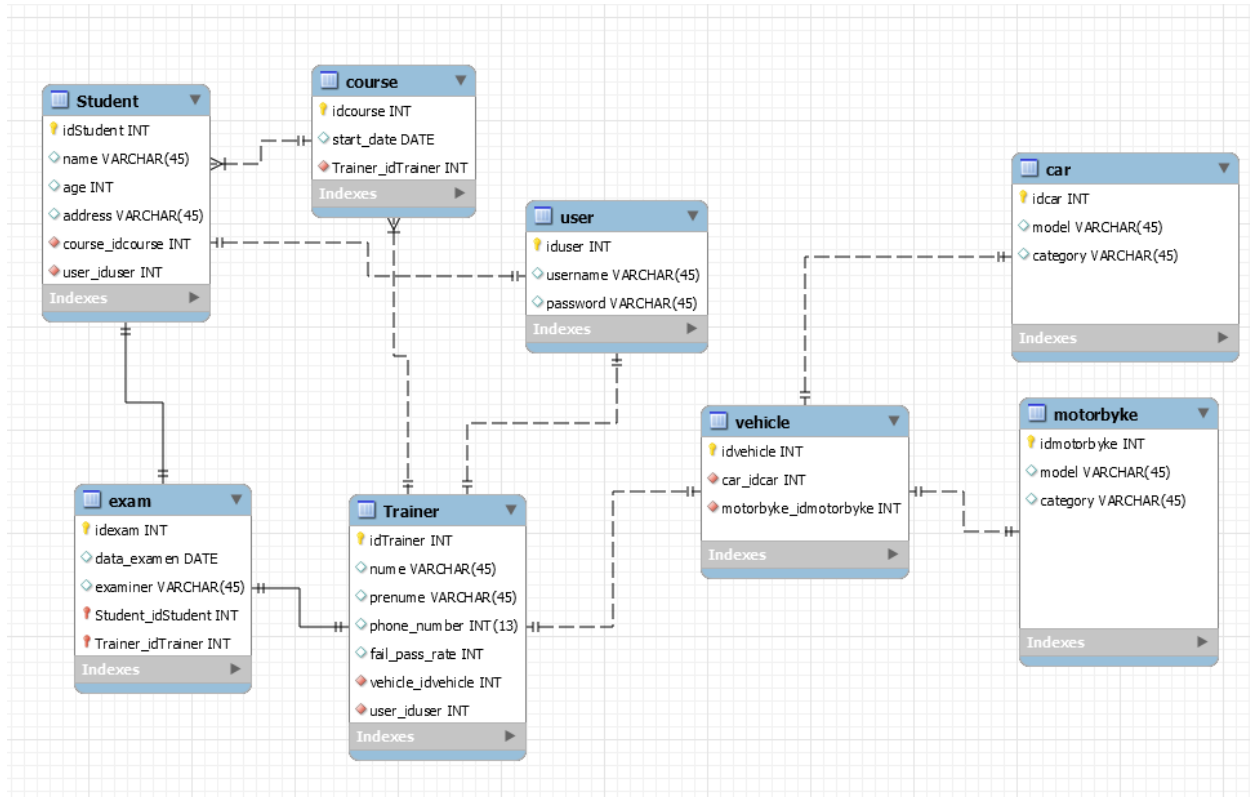 Student
idStudent INT
name VARCHAR(45)
age INT
address VARCHAR(45)
course_idcourse INT
user_iduser INT
Indexes
course
idcourse INT
start_date DATE
Trainer_idTrainer INT
Indexes
user
iduser INT
username VARCHAR(45)
password VARCHAR(45)
Indexes
car
idcar INT
model VARCHAR(45)
category VARCHAR(45)
Indexes
exam
idexam INT
data_examen DATE
examiner VARCHAR(45)
Student_idStudent INT
Trainer_idTrainer INT
Indexes
Trainer
idTrainer INT
nume VARCHAR(45)
prenume VARCHAR(45)
phone_number INT(13)
fail_pass_rate INT
vehicle_idvehicle INT
user_iduser INT
Indexes
vehicle
idvehicle INT
car_idcar INT
motorbyke_idmotorbyke INT
Indexes
motorbyke
idmotorbyke INT
model VARCHAR(45)
category VARCHAR(45)
Indexes